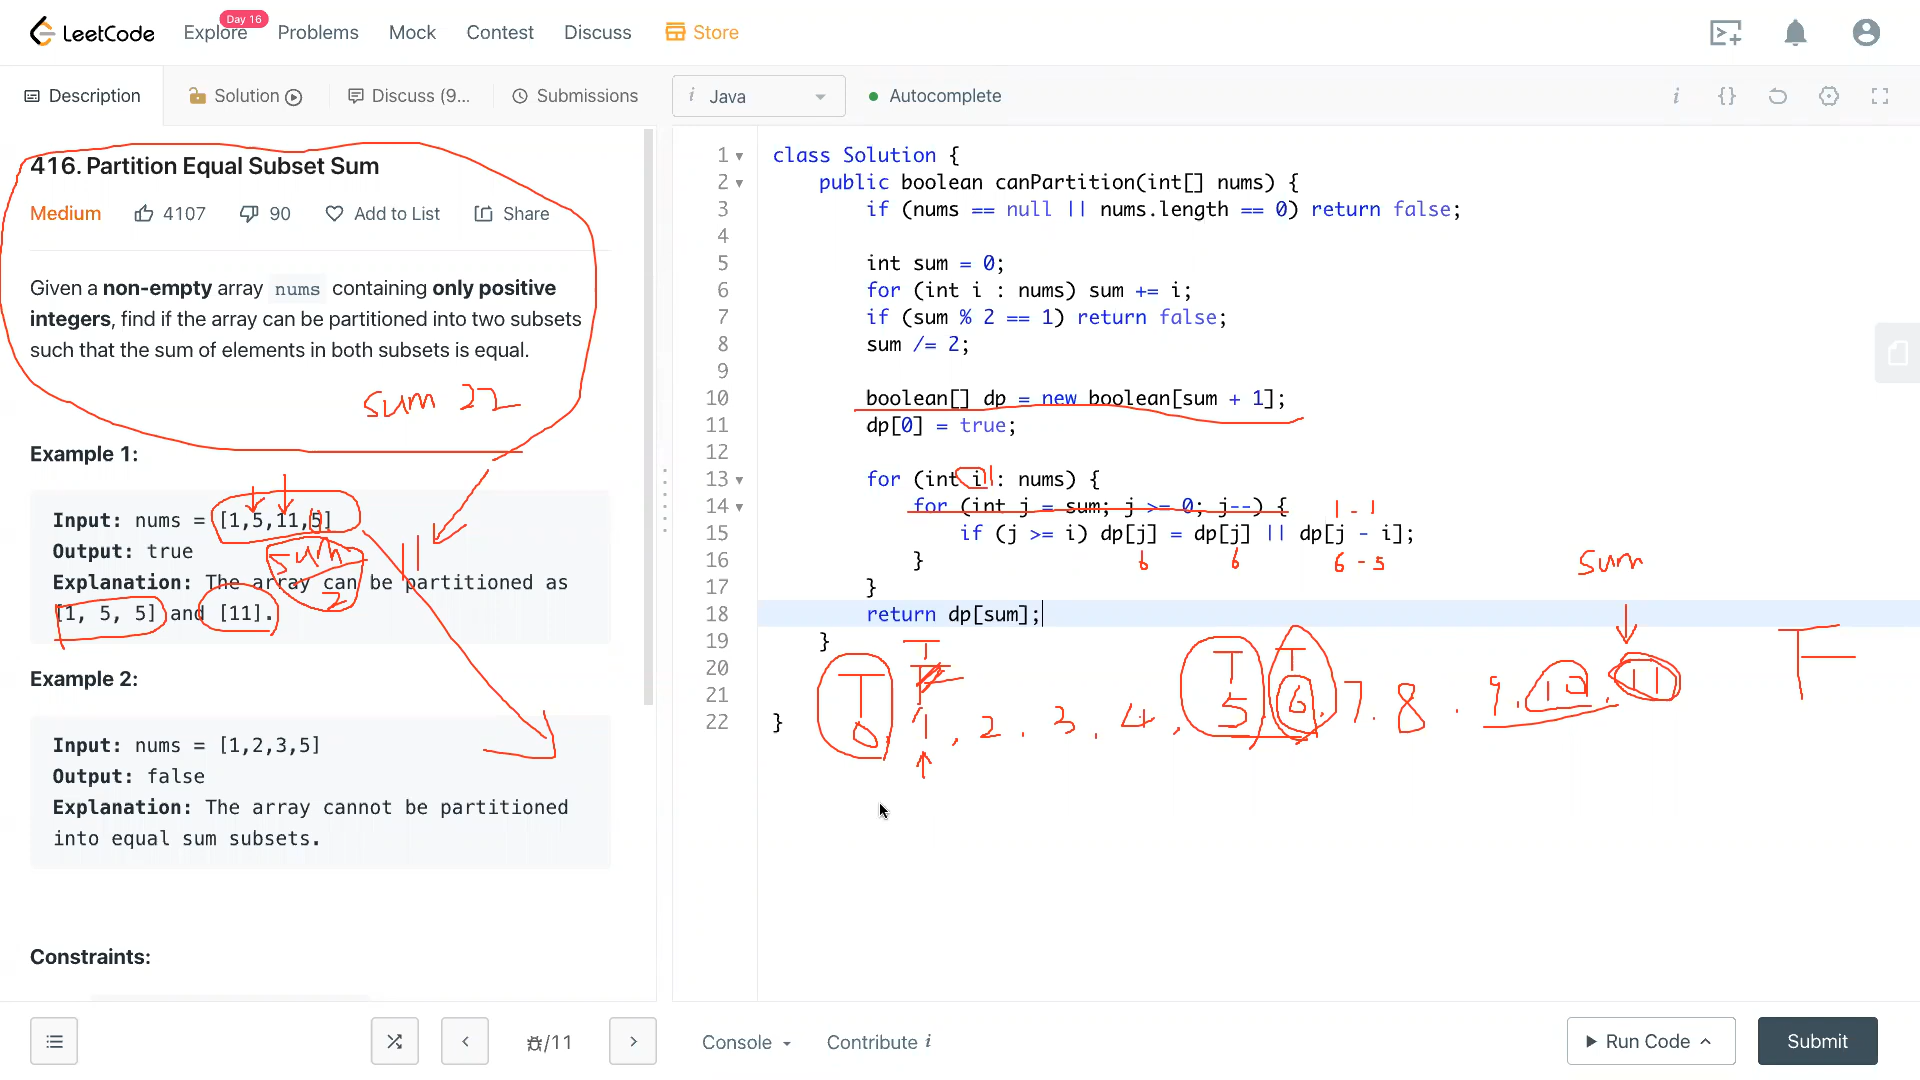 LeetCode
Explore
Day 16
Problems
Mock
Contest
Discuss
Store
Description
Solution
Discuss (9...
Submissions
i Java
Autocomplete
i {}
416. Partition Equal Subset Sum
Medium 4107 90 Add to List Share
Given a non-empty array nums containing only positive
integers, find if the array can be partitioned into two subsets
such that the sum of elements in both subsets is equal.
sum 22
Example 1:
Input: nums = [1,5,11,5]
Output: true
Explanation: The array can be partitioned as
[1, 5, 5] and [11].
sum
2
11
Example 2:
Input: nums = [1,2,3,5]
Output: false
Explanation: The array cannot be partitioned
into equal sum subsets.
Constraints:
1 class Solution {
2 public boolean canPartition(int[] nums) {
3 if (nums == null || nums.length == 0) return false;
4
5 int sum = 0;
6 for (int i : nums) sum += i;
7 if (sum % 2 == 1) return false;
8 sum /= 2;
9
10 boolean[] dp = new boolean[sum + 1];
11 dp[0] = true;
12
13 for (int i : nums) {
14 for (int j = sum; j >= 0; j--) {
15 if (j >= i) dp[j] = dp[j] || dp[j - i];
16 }
17 }
18 return dp[sum];
19 }
20
21
22 }
1 - 1
6 6 6 - 5
sum
T T T T
0, 1, 2, 3, 4, 5, 6, 7. 8. 9. 10. 11
/11
Console
Contribute i
Run Code
Submit